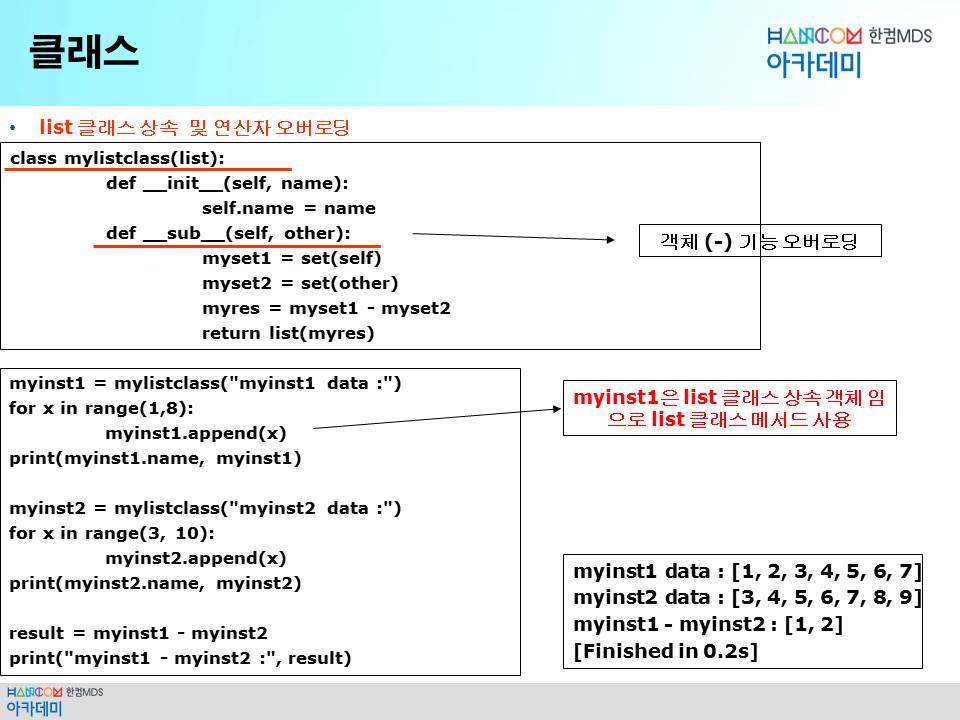 클래스
HANCOM 한컴MDS
아카데미
• list 클래스 상속 및 연산자 오버로딩
class mylistclass(list):
def __init__(self, name):
self.name = name
def __sub__(self, other):
myset1 = set(self)
myset2 = set(other)
myres = myset1 - myset2
return list(myres)
객체 (-) 기능 오버로딩
myinst1 = mylistclass("myinst1 data :")
for x in range(1,8):
myinst1.append(x)
print(myinst1.name, myinst1)
myinst2 = mylistclass("myinst2 data :")
for x in range(3, 10):
myinst2.append(x)
print(myinst2.name, myinst2)
result = myinst1 - myinst2
print("myinst1 - myinst2 :", result)
myinst1은 list 클래스 상속 객체 임
으로 list 클래스 메서드 사용
myinst1 data : [1, 2, 3, 4, 5, 6, 7]
myinst2 data : [3, 4, 5, 6, 7, 8, 9]
myinst1 - myinst2 : [1, 2]
[Finished in 0.2s]
HANCOM 한컴MDS
아카데미